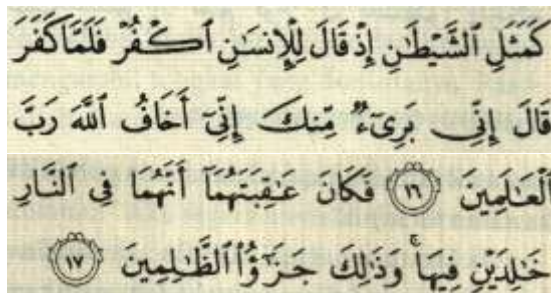 كَمَثَلِ ٱلشَّيْطَٰنِ إِذْ قَالَ لِلْإِنسَٰنِ ٱكْفُرْ فَلَمَّا كَفَرَ
قَالَ إِنِّي بَرِيٓءٌ مِّنكَ إِنِّيٓ أَخَافُ ٱللَّهَ رَبَّ
ٱلْعَٰلَمِينَ ١٦ فَكَانَ عَٰقِبَتَهُمَآ أَنَّهُمَا فِي ٱلنَّارِ
خَٰلِدَيْنِ فِيهَا ۚ وَذَٰلِكَ جَزَٰٓؤُا۟ ٱلظَّٰلِمِينَ ١٧